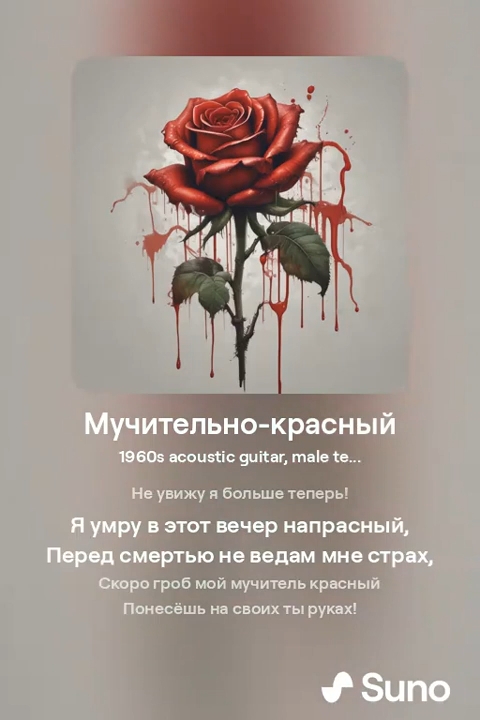 Мучительно-красный
1960s acoustic guitar, male te...
Не увижу я больше теперь!
Я умру в этот вечер напрасный,
Перед смертью не ведам мне страх,
Скоро гроб мой мучитель красный
Понесёшь на своих ты руках!
Suno